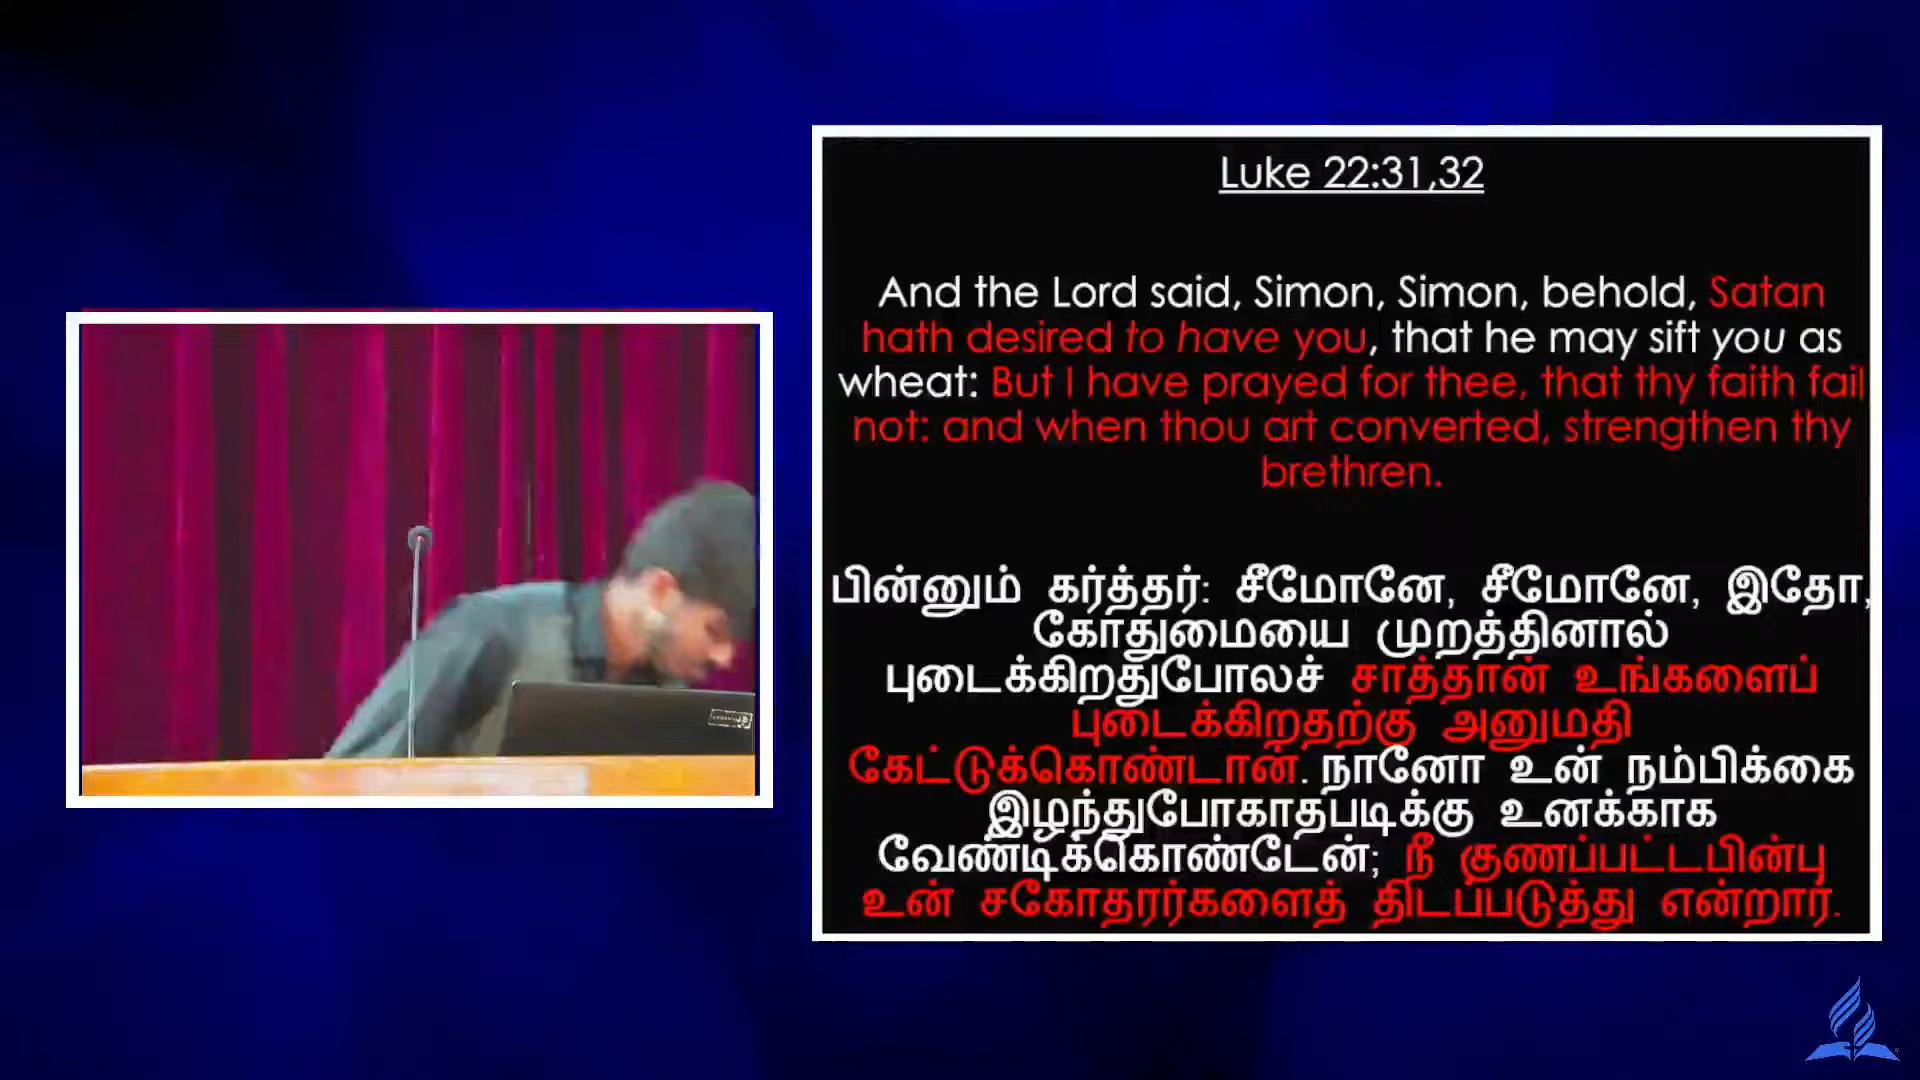 Luke 22:31,32
And the Lord said, Simon, Simon, behold, Satan
hath desired to have you, that he may sift you as
wheat: But I have prayed for thee, that thy faith fail
not: and when thou art converted, strengthen thy
brethren.
பின்னும் கர்த்தர்: சீமோனே, சீமோனே, இதோ,
கோதுமையை முறத்தினால்
புடைக்கிறதுபோலச் சாத்தான் உங்களைப்
புடைக்கிறதற்கு அனுமதி
கேட்டுக்கொண்டான். நானோ உன் நம்பிக்கை
இழந்துபோகாதபடிக்கு உனக்காக
வேண்டிக்கொண்டேன்; நீ குணப்பட்டபின்பு
உன் சகோதரர்களைத் திடப்படுத்து என்றார்.